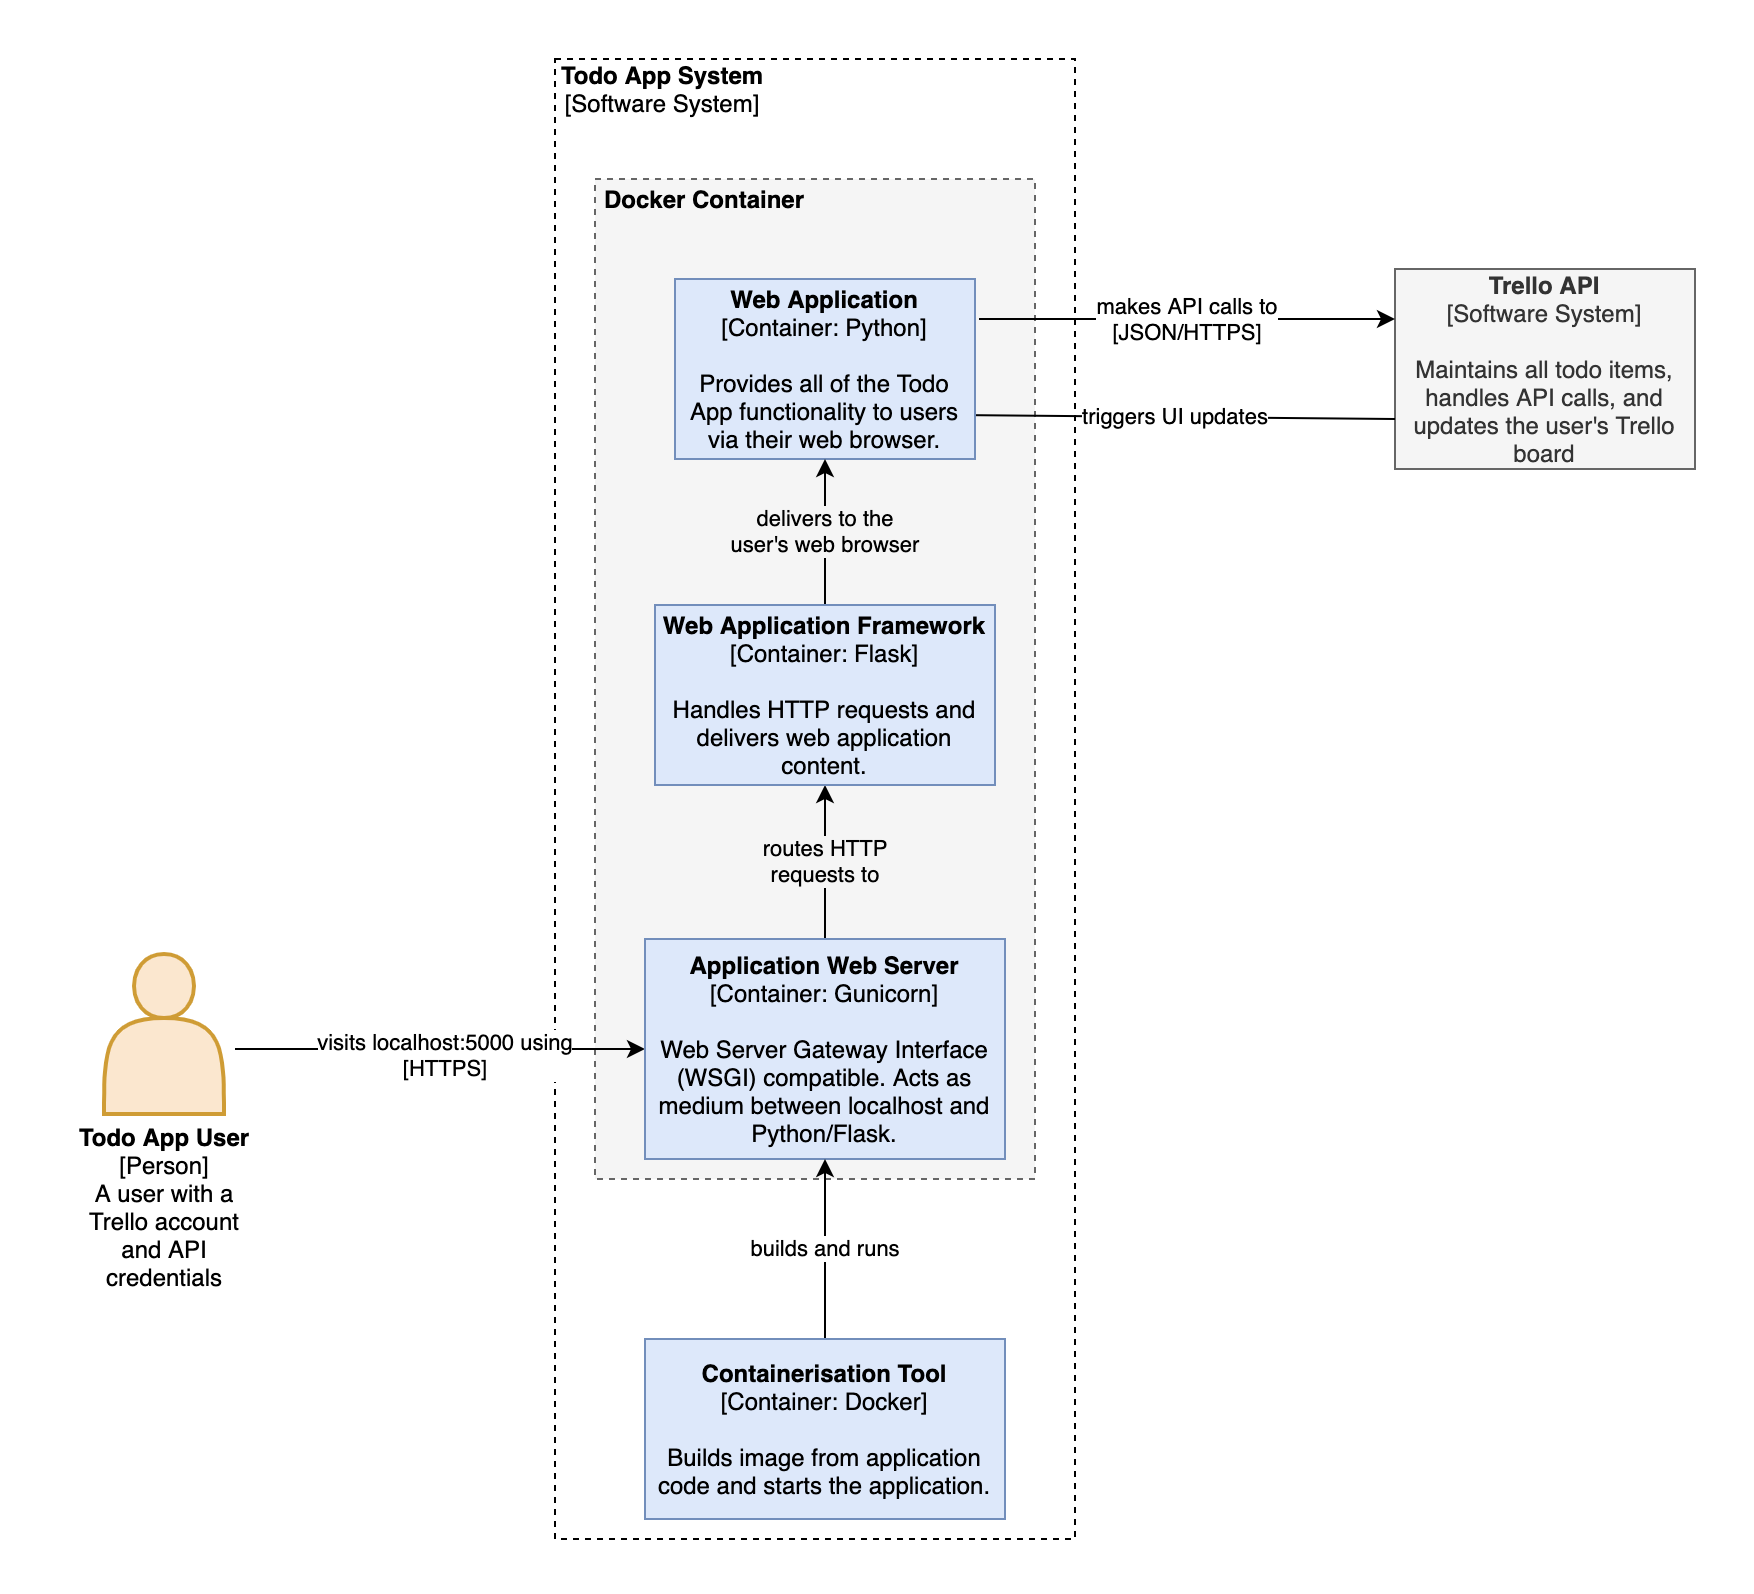 Todo App System
[Software System]
Docker Container
Web Application
[Container: Python]
Provides all of the Todo
App functionality to users
via their web browser.
makes API calls to
[JSON/HTTPS]
triggers UI updates
Trello API
[Software System]
Maintains all todo items,
handles API calls, and
updates the user's Trello
board
delivers to the
user's web browser
Web Application Framework
[Container: Flask]
Handles HTTP requests and
delivers web application
content.
routes HTTP
requests to
Application Web Server
[Container: Gunicorn]
Web Server Gateway Interface
(WSGI) compatible. Acts as
medium between localhost and
Python/Flask.
visits localhost:5000 using
[HTTPS]
Todo App User
[Person]
A user with a
Trello account
and API
credentials
builds and runs
Containerisation Tool
[Container: Docker]
Builds image from application
code and starts the application.